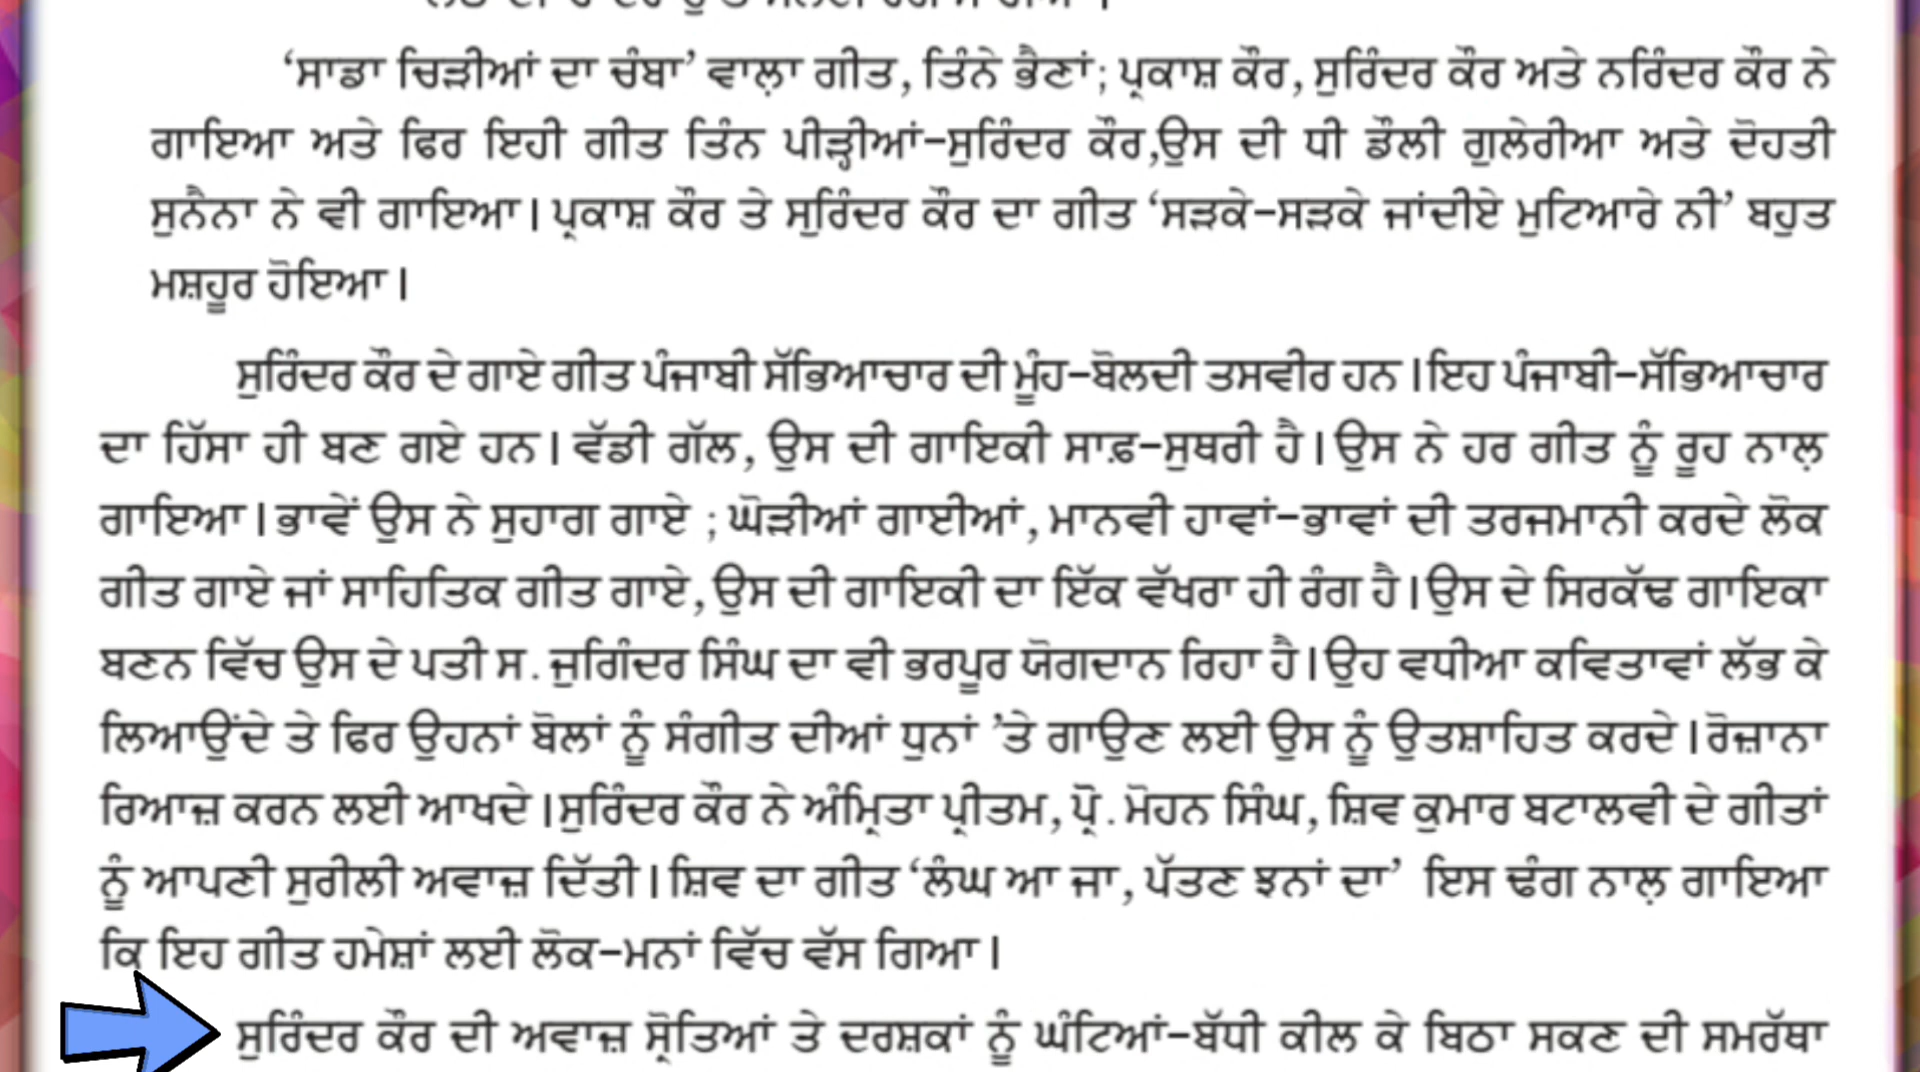 ‘ਸਾਡਾ ਚਿੜੀਆਂ ਦਾ ਚੰਬਾ’ ਵਾਲ਼ਾ ਗੀਤ, ਤਿੰਨੇ ਭੈਣਾਂ; ਪ੍ਰਕਾਸ਼ ਕੌਰ, ਸੁਰਿੰਦਰ ਕੌਰ ਅਤੇ ਨਰਿੰਦਰ ਕੌਰ ਨੇ
ਗਾਇਆ ਅਤੇ ਫਿਰ ਇਹੀ ਗੀਤ ਤਿੰਨ ਪੀੜ੍ਹੀਆਂ-ਸੁਰਿੰਦਰ ਕੌਰ,ਉਸ ਦੀ ਧੀ ਡੌਲੀ ਗੁਲੇਰੀਆ ਅਤੇ ਦੋਹਤੀ
ਸੁਨੈਨਾ ਨੇ ਵੀ ਗਾਇਆ। ਪ੍ਰਕਾਸ਼ ਕੌਰ ਤੇ ਸੁਰਿੰਦਰ ਕੌਰ ਦਾ ਗੀਤ ‘ਸੜਕੇ-ਸੜਕੇ ਜਾਂਦੀਏ ਮੁਟਿਆਰੇ ਨੀ’ ਬਹੁਤ
ਮਸ਼ਹੂਰ ਹੋਇਆ।
ਸੁਰਿੰਦਰ ਕੌਰ ਦੇ ਗਾਏ ਗੀਤ ਪੰਜਾਬੀ ਸੱਭਿਆਚਾਰ ਦੀ ਮੂੰਹ-ਬੋਲਦੀ ਤਸਵੀਰ ਹਨ। ਇਹ ਪੰਜਾਬੀ-ਸੱਭਿਆਚਾਰ
ਦਾ ਹਿੱਸਾ ਹੀ ਬਣ ਗਏ ਹਨ। ਵੱਡੀ ਗੱਲ, ਉਸ ਦੀ ਗਾਇਕੀ ਸਾਫ਼-ਸੁਥਰੀ ਹੈ। ਉਸ ਨੇ ਹਰ ਗੀਤ ਨੂੰ ਰੂਹ ਨਾਲ਼
ਗਾਇਆ। ਭਾਵੇਂ ਉਸ ਨੇ ਸੁਹਾਗ ਗਾਏ ; ਘੋੜੀਆਂ ਗਾਈਆਂ, ਮਾਨਵੀ ਹਾਵਾਂ-ਭਾਵਾਂ ਦੀ ਤਰਜਮਾਨੀ ਕਰਦੇ ਲੋਕ
ਗੀਤ ਗਾਏ ਜਾਂ ਸਾਹਿਤਿਕ ਗੀਤ ਗਾਏ, ਉਸ ਦੀ ਗਾਇਕੀ ਦਾ ਇੱਕ ਵੱਖਰਾ ਹੀ ਰੰਗ ਹੈ। ਉਸ ਦੇ ਸਿਰਕੱਢ ਗਾਇਕਾ
ਬਣਨ ਵਿੱਚ ਉਸ ਦੇ ਪਤੀ ਸ. ਜੁਗਿੰਦਰ ਸਿੰਘ ਦਾ ਵੀ ਭਰਪੂਰ ਯੋਗਦਾਨ ਰਿਹਾ ਹੈ। ਉਹ ਵਧੀਆ ਕਵਿਤਾਵਾਂ ਲੱਭ ਕੇ
ਲਿਆਉਂਦੇ ਤੇ ਫਿਰ ਉਹਨਾਂ ਬੋਲਾਂ ਨੂੰ ਸੰਗੀਤ ਦੀਆਂ ਧੁਨਾਂ ’ਤੇ ਗਾਉਣ ਲਈ ਉਸ ਨੂੰ ਉਤਸ਼ਾਹਿਤ ਕਰਦੇ। ਰੋਜ਼ਾਨਾ
ਰਿਆਜ਼ ਕਰਨ ਲਈ ਆਖਦੇ। ਸੁਰਿੰਦਰ ਕੌਰ ਨੇ ਅੰਮ੍ਰਿਤਾ ਪ੍ਰੀਤਮ, ਪ੍ਰੋ. ਮੋਹਨ ਸਿੰਘ, ਸ਼ਿਵ ਕੁਮਾਰ ਬਟਾਲਵੀ ਦੇ ਗੀਤਾਂ
ਨੂੰ ਆਪਣੀ ਸੁਰੀਲੀ ਅਵਾਜ਼ ਦਿੱਤੀ। ਸ਼ਿਵ ਦਾ ਗੀਤ ‘ਲੰਘ ਆ ਜਾ, ਪੱਤਣ ਝਨਾਂ ਦਾ’ ਇਸ ਢੰਗ ਨਾਲ਼ ਗਾਇਆ
ਕਿ ਇਹ ਗੀਤ ਹਮੇਸ਼ਾਂ ਲਈ ਲੋਕ-ਮਨਾਂ ਵਿੱਚ ਵੱਸ ਗਿਆ।
ਸੁਰਿੰਦਰ ਕੌਰ ਦੀ ਅਵਾਜ਼ ਸ੍ਰੋਤਿਆਂ ਤੇ ਦਰਸ਼ਕਾਂ ਨੂੰ ਘੰਟਿਆਂ-ਬੱਧੀ ਕੀਲ ਕੇ ਬਿਠਾ ਸਕਣ ਦੀ ਸਮਰੱਥਾ